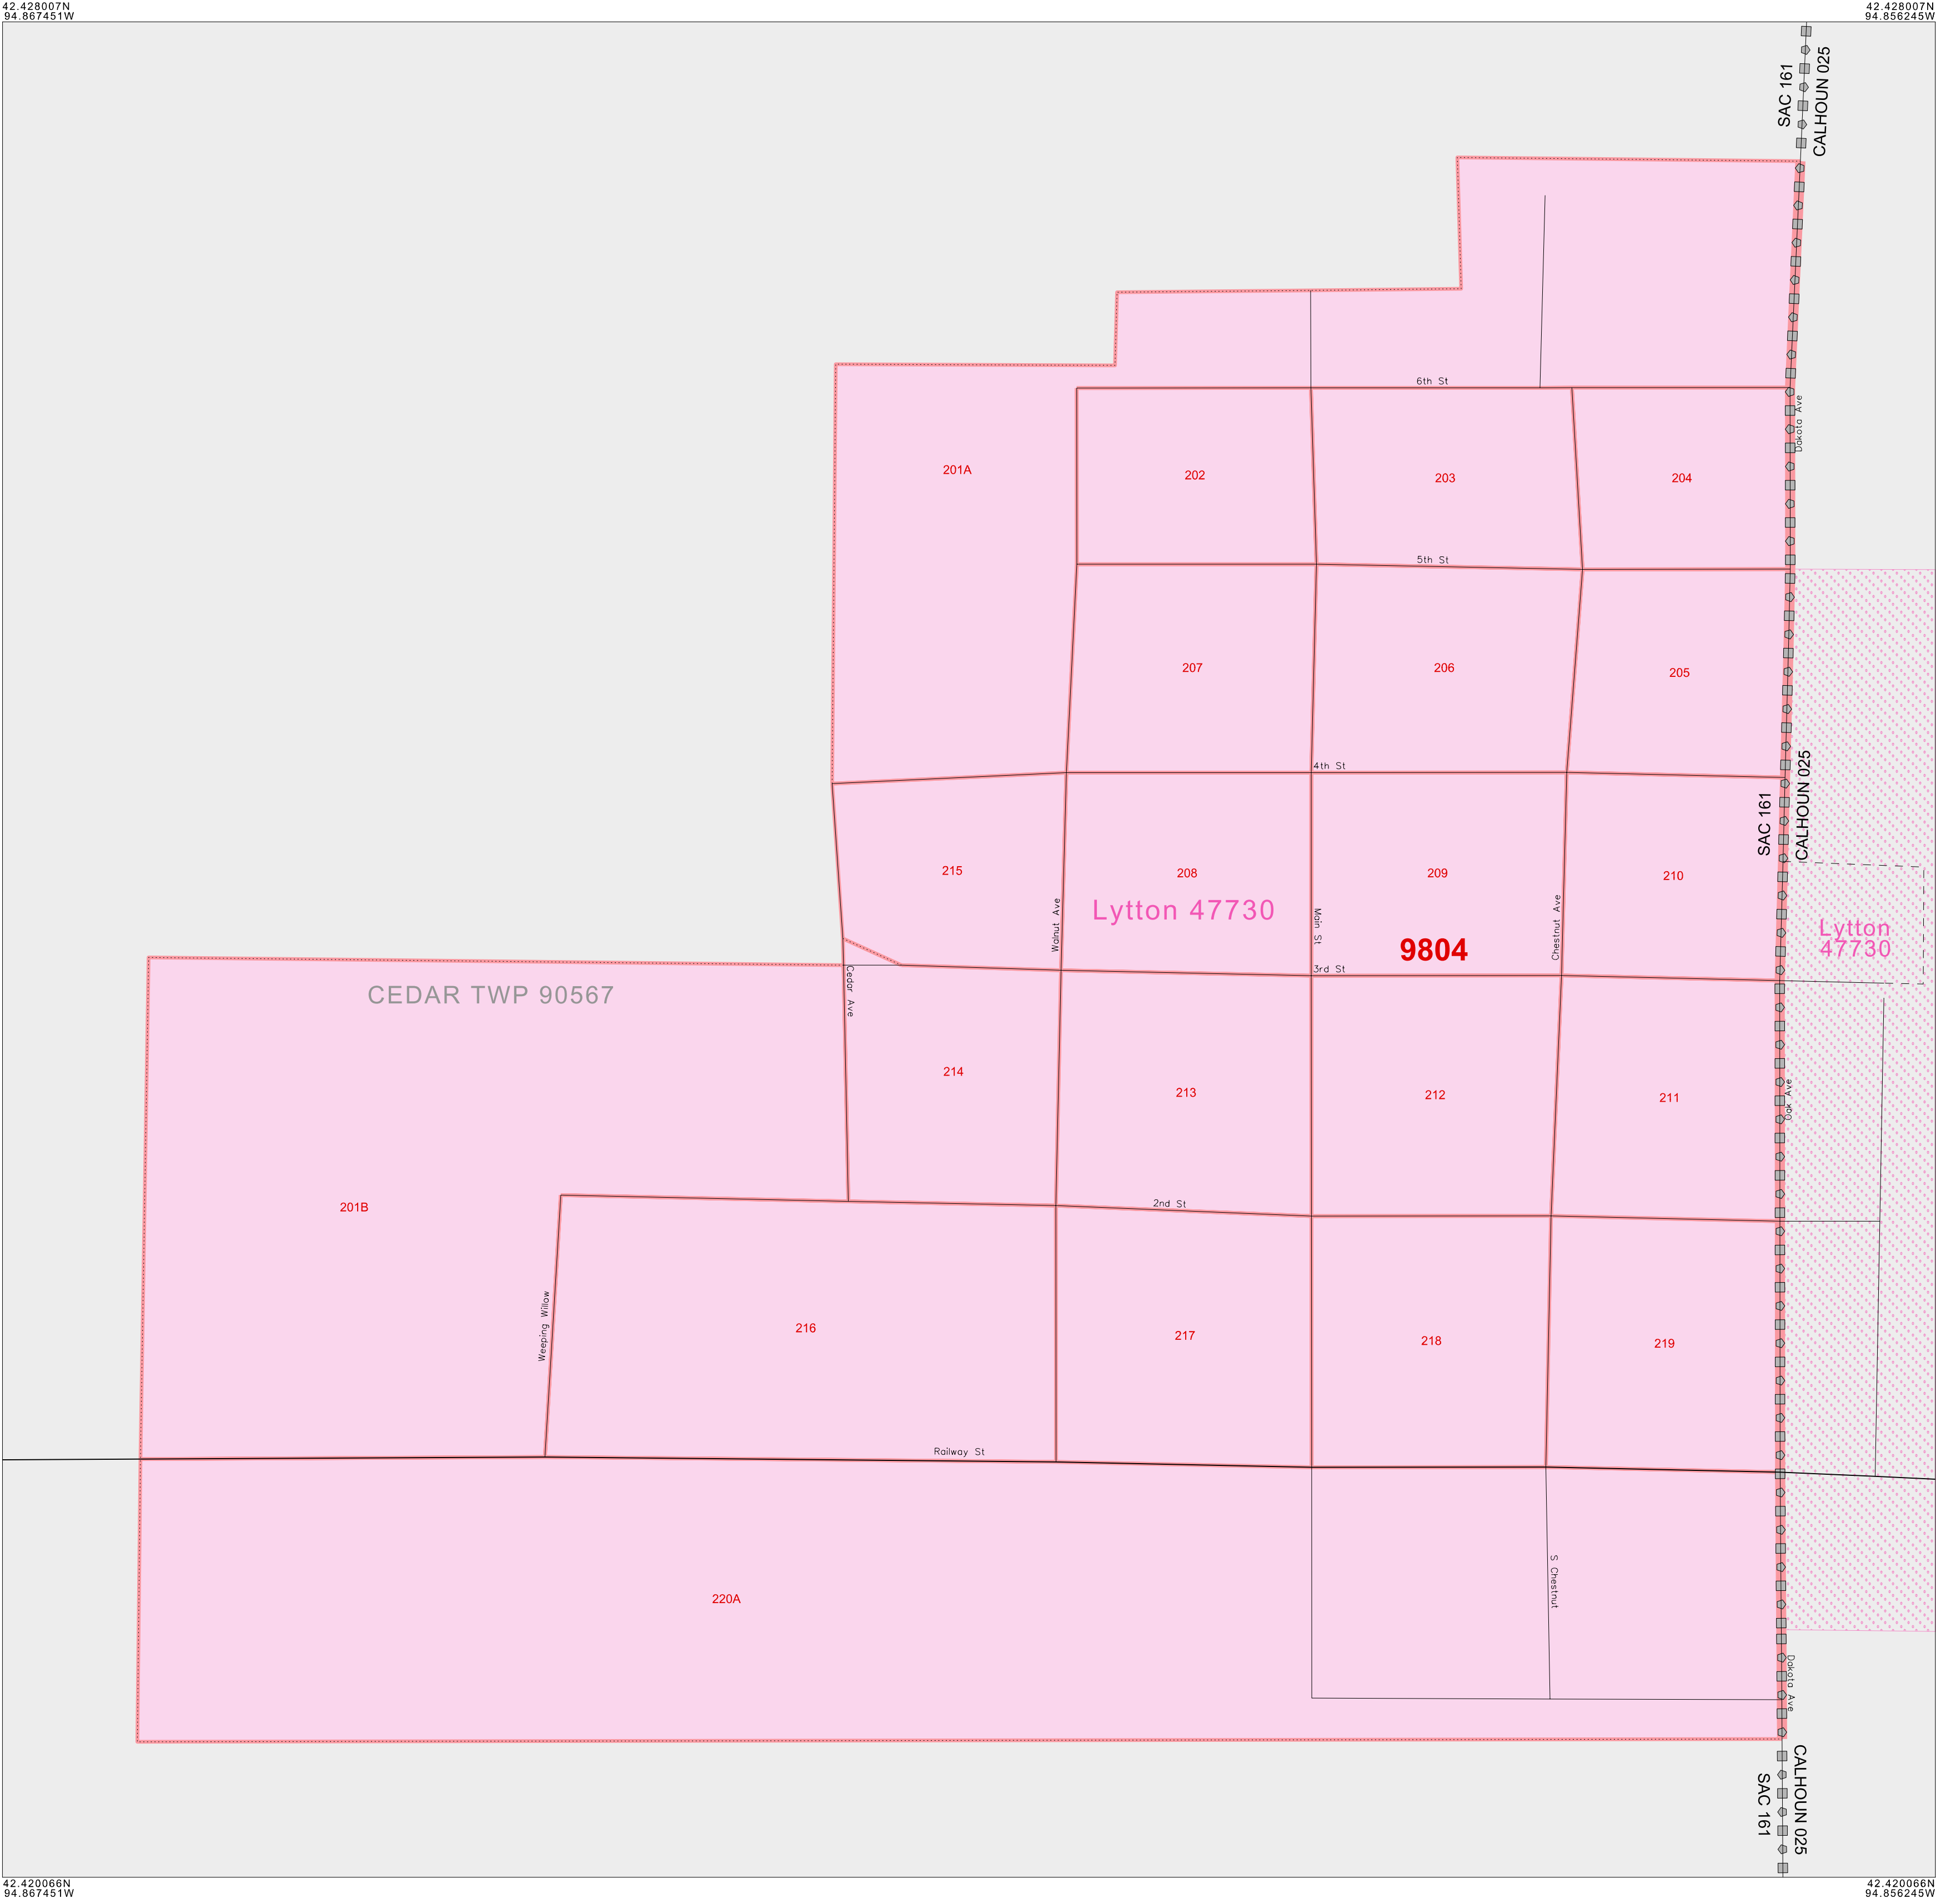 42.428007N
94.867451W
42.428007N
94.856245W
SAC 161
CALHOUN 025
6th St
Dakota Ave
201A
202
203
204
5th St
207
206
205
4th St
SAC 161
CALHOUN 025
215
208
209
210
Lytton 47730
Walnut Ave
Main St
Chestnut Ave
9804
Lytton
47730
3rd St
Cedar Ave
CEDAR TWP 90567
214
213
212
211
Oak Ave
201B
2nd St
Weeping Willow
216
217
218
219
Railway St
220A
S Chestnut
Dakota Ave
SAC 161
CALHOUN 025
42.420066N
94.867451W
42.420066N
94.856245W